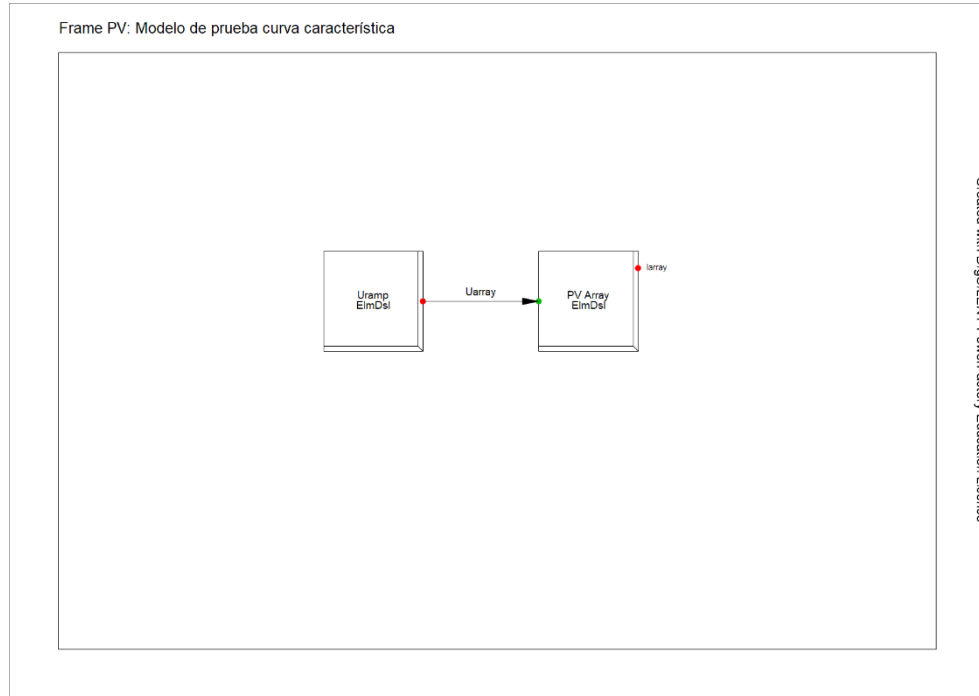 Frame PV: Modelo de prueba curva característica
Uramp
ElmDsl
Uarray
PV Array
ElmDsl
Iarray